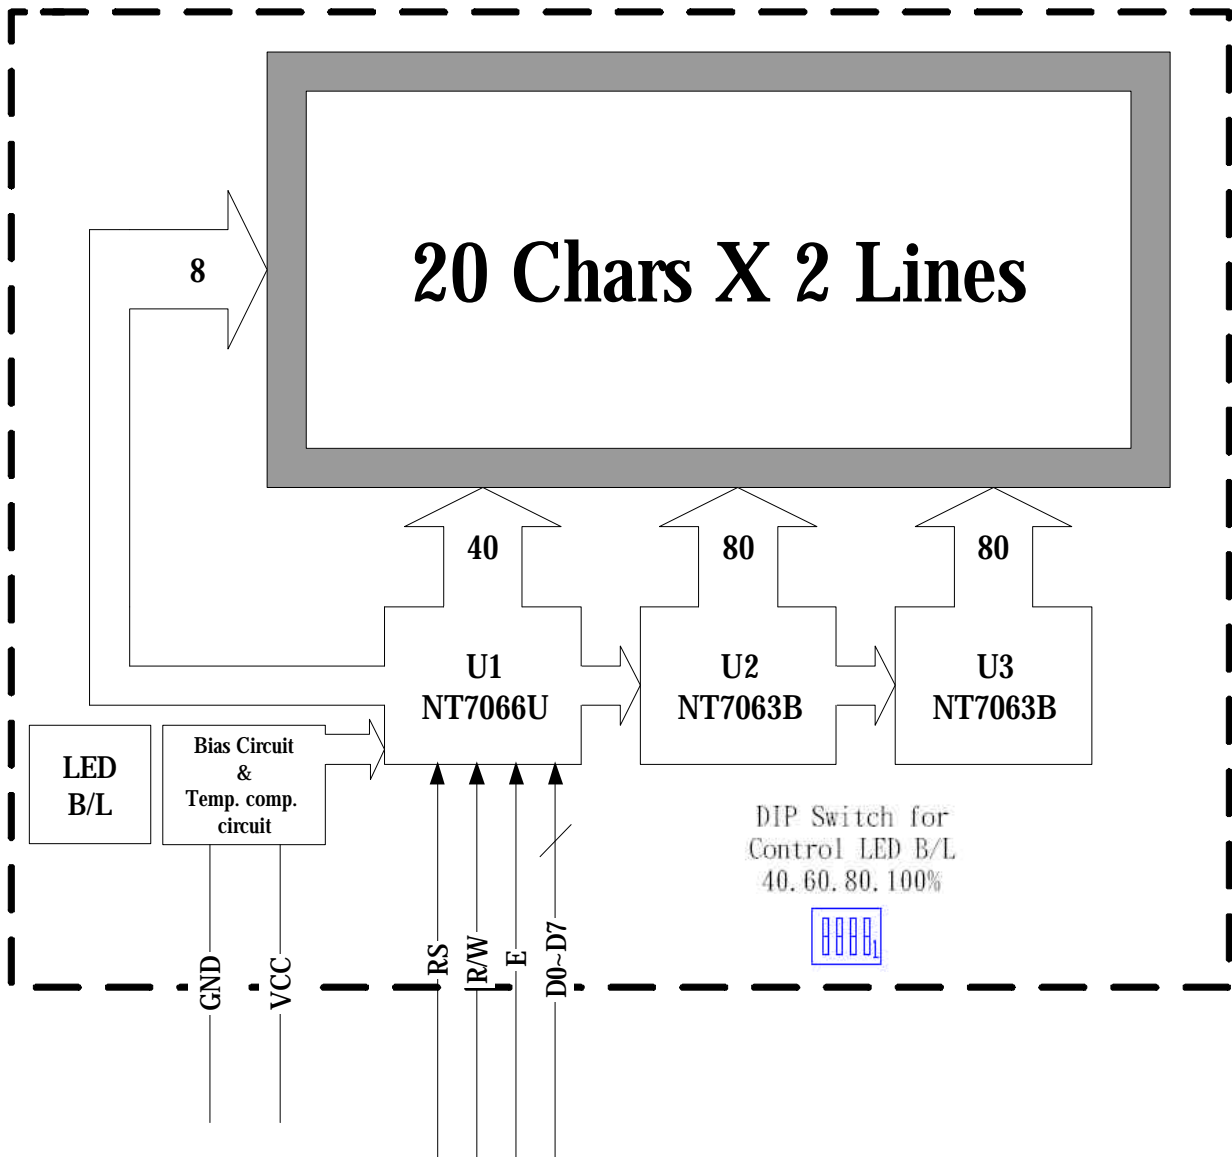 20 Chars X 2 Lines
8
40
80
80
U1
NT7066U
U2
NT7063B
U3
NT7063B
LED
B/L
Bias Circuit
&
Temp. comp.
circuit
DIP Switch for
Control LED B/L
40.60.80.100%
1
GND
VCC
RS
R/W
E
D0~D7